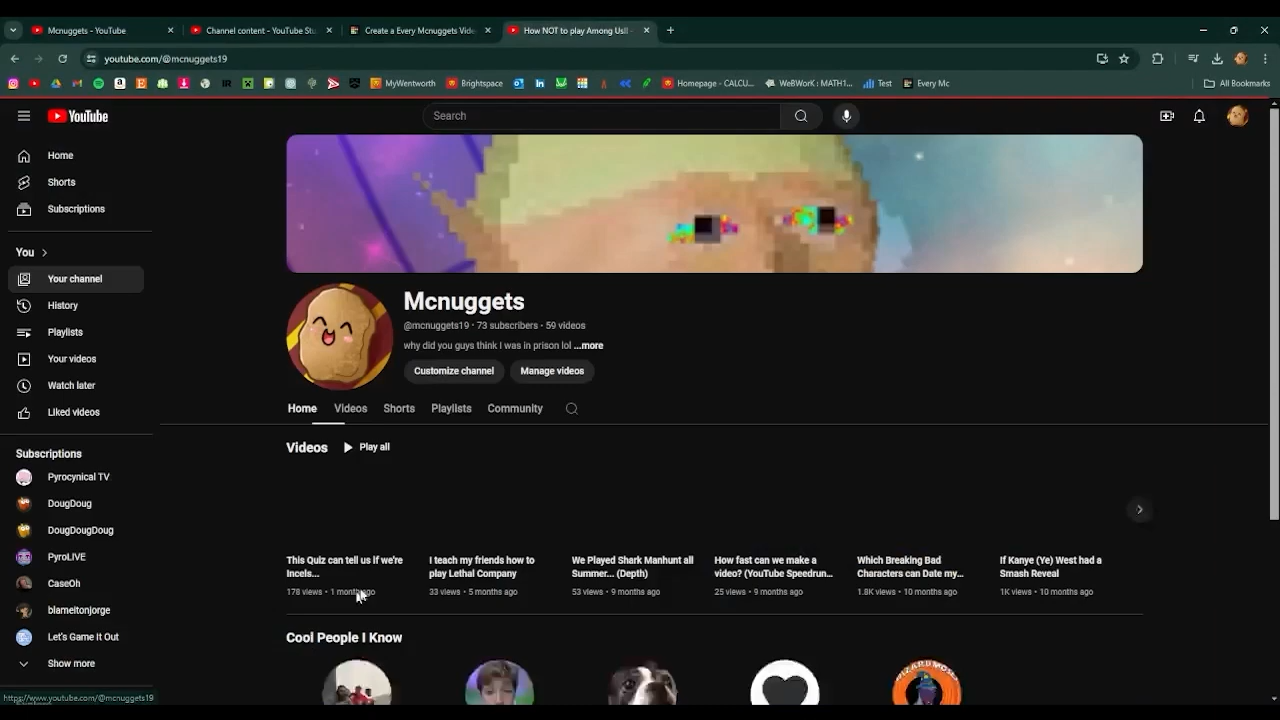 Mcnuggets - YouTube
Channel content - YouTube Stu
Create a Every Mcnuggets Vide
How NOT to play Among Us!! -
youtube.com/@mcnuggets19
MyWentworth
Brightspace
Homepage - CALCU...
WeBWorK : MATH1...
Test
Every Mc
All Bookmarks
YouTube
Search
Home
Shorts
Subscriptions
You
Your channel
History
Playlists
Your videos
Watch later
Liked videos
Subscriptions
Pyrocynical TV
DougDoug
DougDougDoug
PyroLIVE
CaseOh
blameitonjorge
Let's Game It Out
Show more
Mcnuggets
@mcnuggets19 • 73 subscribers • 59 videos
why did you guys think I was in prison lol ...more
Customize channel
Manage videos
Home Videos Shorts Playlists Community
Videos
Play all
This Quiz can tell us if we're
Incels...
178 views • 1 month ago
I teach my friends how to
play Lethal Company
33 views • 5 months ago
We Played Shark Manhunt all
Summer... (Depth)
53 views • 9 months ago
How fast can we make a
video? (YouTube Speedrun...
25 views • 9 months ago
Which Breaking Bad
Characters can Date my...
1.8K views • 10 months ago
If Kanye (Ye) West had a
Smash Reveal
1K views • 10 months ago
Cool People I Know
https://www.youtube.com/@mcnuggets19